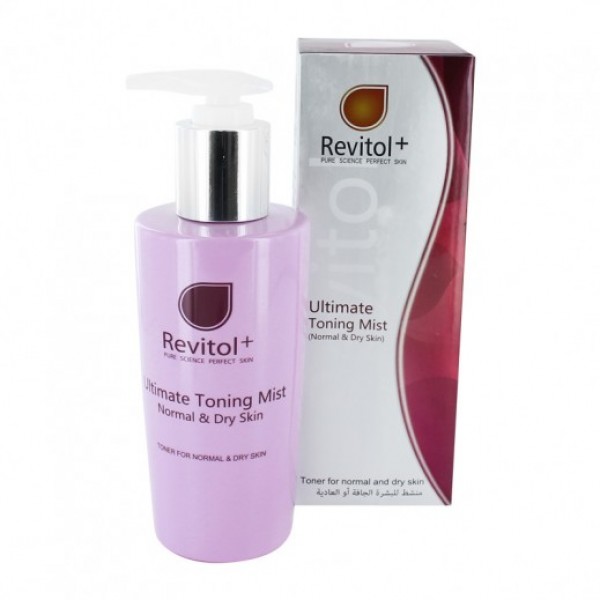 Revitol+
PURE SCIENCE PERFECT SKIN
Ultimate Toning Mist
Normal & Dry Skin
TONER FOR NORMAL & DRY SKIN
Revitol+
PURE SCIENCE PERFECT SKIN
vitol
Ultimate
Toning Mist
(Normal & Dry Skin)
Toner for normal and dry skin
منشط للبشرة الجافة أو العادية